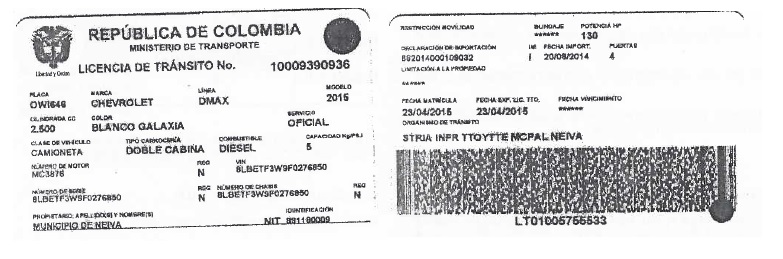 REPÚBLICA DE COLOMBIA
MINISTERIO DE TRANSPORTE
Libertad y Orden
LICENCIA DE TRÁNSITO No. 10009390936
PLACA MARCA LÍNEA MODELO
OWI646 CHEVROLET DMAX 2015
CILINDRADA CC COLOR SERVICIO
2.500 BLANCO GALAXIA OFICIAL
CLASE DE VEHÍCULO TIPO CARROCERÍA COMBUSTIBLE CAPACIDAD Kg/PSJ
CAMIONETA DOBLE CABINA DIESEL 5
NÚMERO DE MOTOR REG VIN
MC3876 N 8LBETF3W9F0276850
NÚMERO DE SERIE REG NÚMERO DE CHASIS REG
8LBETF3W9F0276850 N 8LBETF3W9F0276850 N
PROPIETARIO: APELLIDO(S) Y NOMBRE(S) IDENTIFICACIÓN
MUNICIPIO DE NEIVA NIT 891180009
RESTRICCIÓN MOVILIDAD BLINDAJE POTENCIA HP
****** ****** 130
DECLARACIÓN DE IMPORTACIÓN I/E FECHA IMPORT. PUERTAS
892014000109032 I 20/08/2014 4
LIMITACIÓN A LA PROPIEDAD
******
FECHA MATRÍCULA FECHA EXP. LIC. TTO. FECHA VENCIMIENTO
23/04/2015 23/04/2015 ******
ORGANISMO DE TRÁNSITO
STRIA INFR TTOYTTE MCPAL NEIVA
LT01005755533